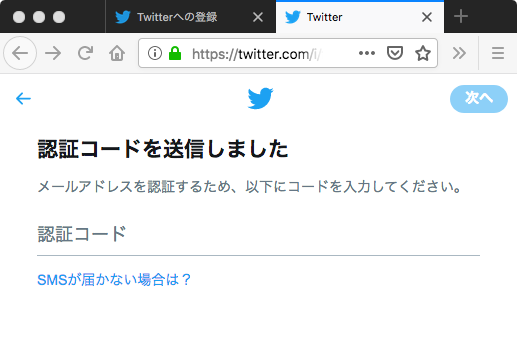 Twitterへの登録
Twitter
https://twitter.com/i/
次へ
認証コードを送信しました
メールアドレスを認証するため、以下にコードを入力してください。
認証コード
SMSが届かない場合は？